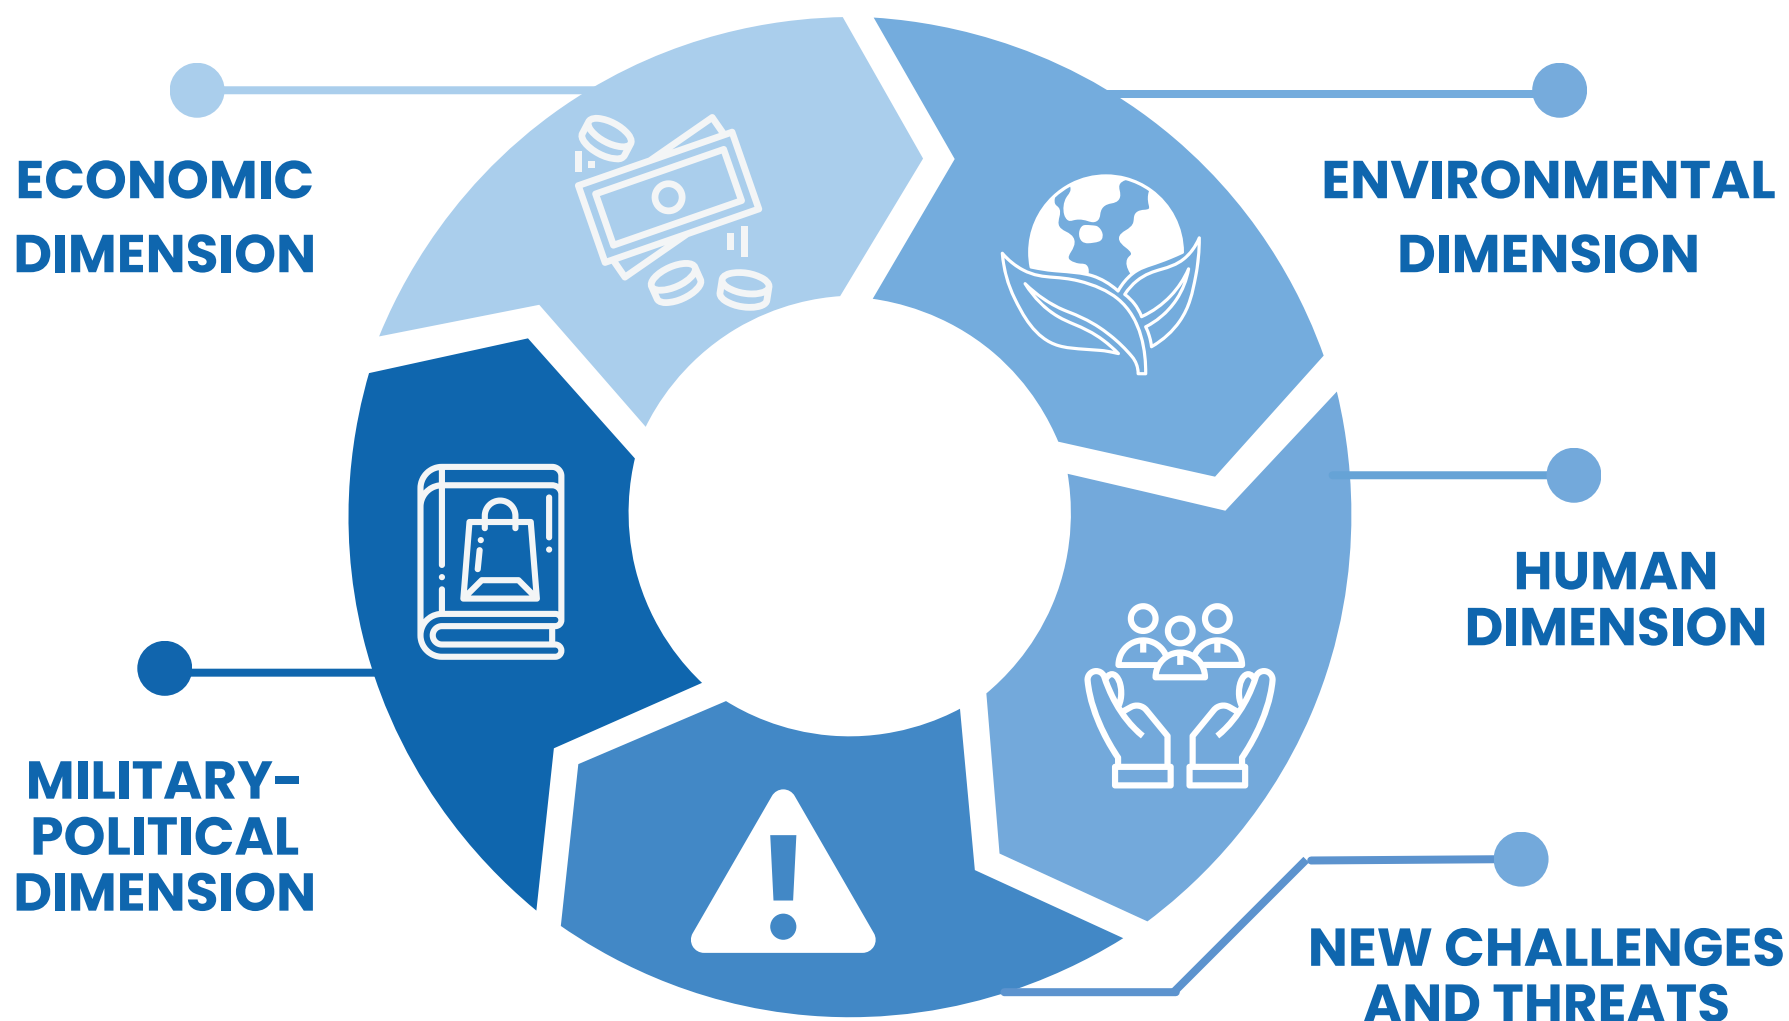 ECONOMIC
DIMENSION
ENVIRONMENTAL
DIMENSION
HUMAN
DIMENSION
MILITARY-
POLITICAL
DIMENSION
NEW CHALLENGES
AND THREATS